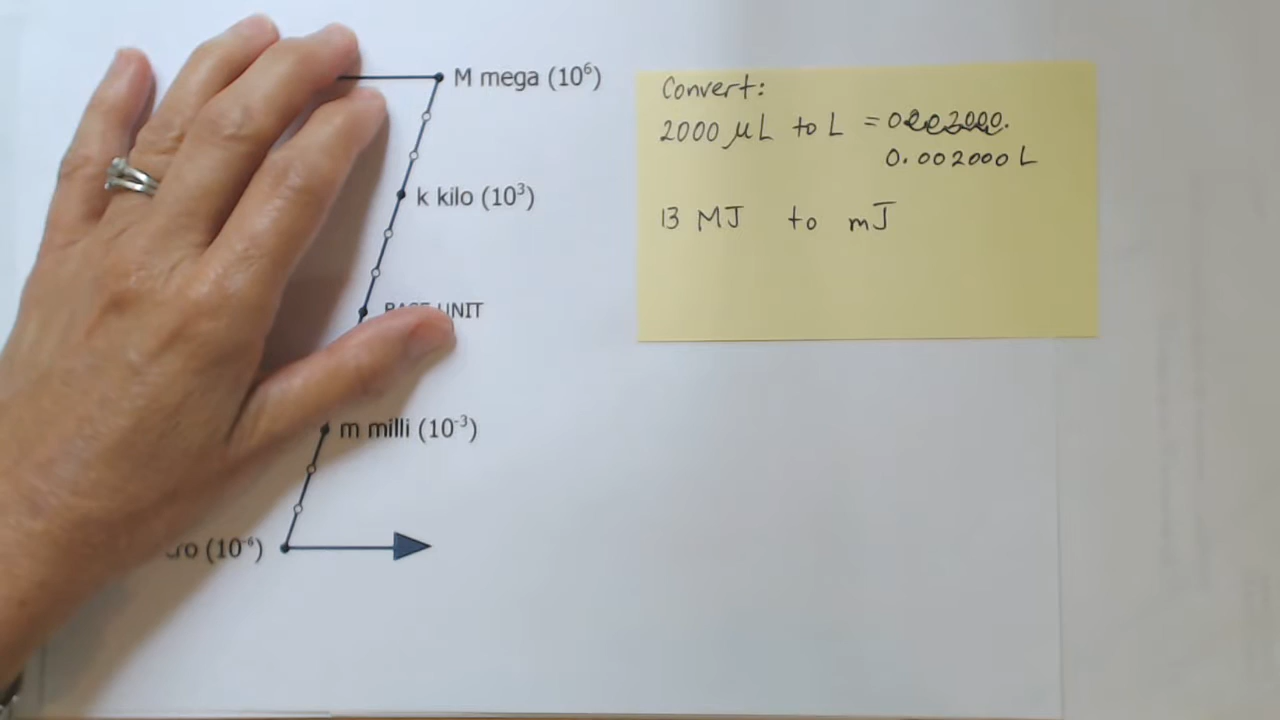 M mega (10⁶)
k kilo (10³)
UNIT
m milli (10⁻³)
(10⁻⁶)
Convert:
2000 μL to L = 0002000.
0.002000 L
13 MJ to mJ